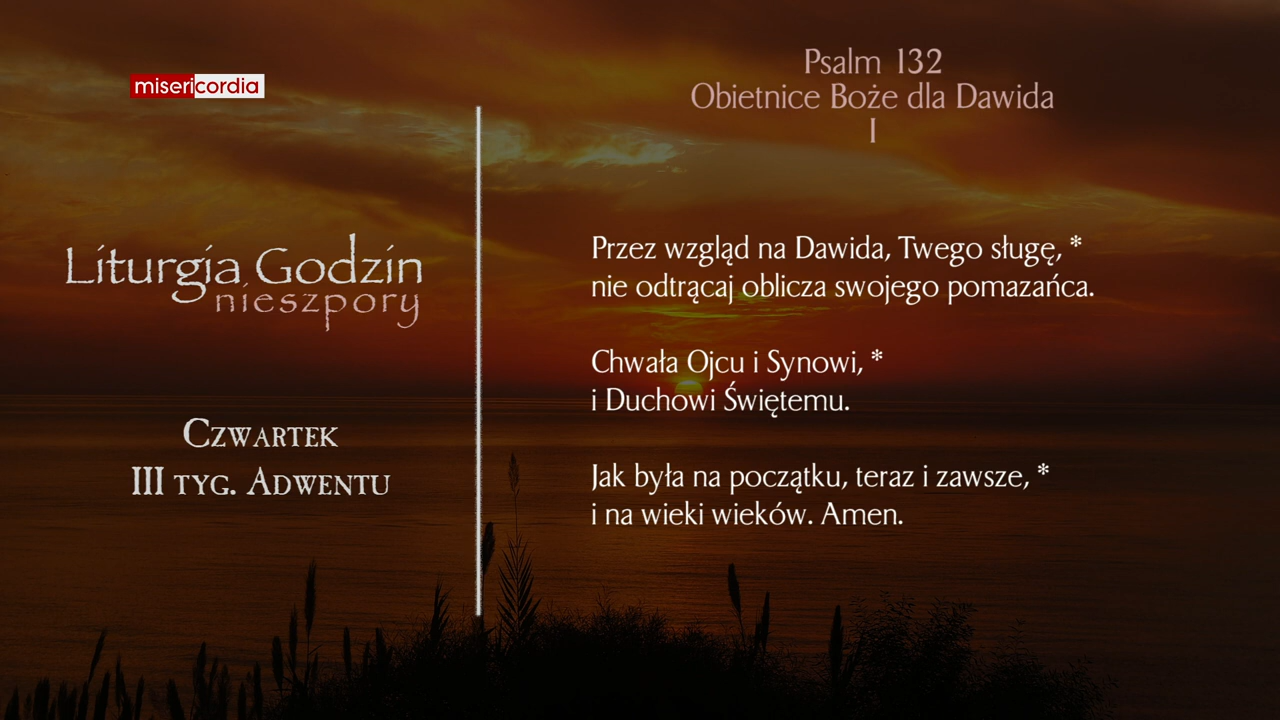 misericordia
Liturgia Godzin
nieszpory
Czwartek
III tyg. Adwentu
Psalm 132
Obietnice Boże dla Dawida
I
Przez wzgląd na Dawida, Twego sługę, *
nie odtrącaj oblicza swojego pomazańca.
Chwała Ojcu i Synowi, *
i Duchowi Świętemu.
Jak była na początku, teraz i zawsze, *
i na wieki wieków. Amen.